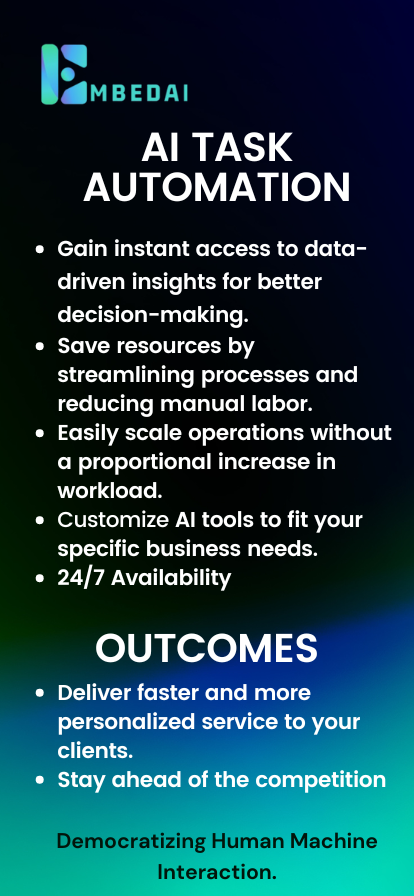 EMBEDAI
AI TASK
AUTOMATION
• Gain instant access to data-
driven insights for better
decision-making.
• Save resources by
streamlining processes and
reducing manual labor.
• Easily scale operations without
a proportional increase in
workload.
• Customize AI tools to fit your
specific business needs.
• 24/7 Availability
OUTCOMES
• Deliver faster and more
personalized service to your
clients.
• Stay ahead of the competition
Democratizing Human Machine
Interaction.